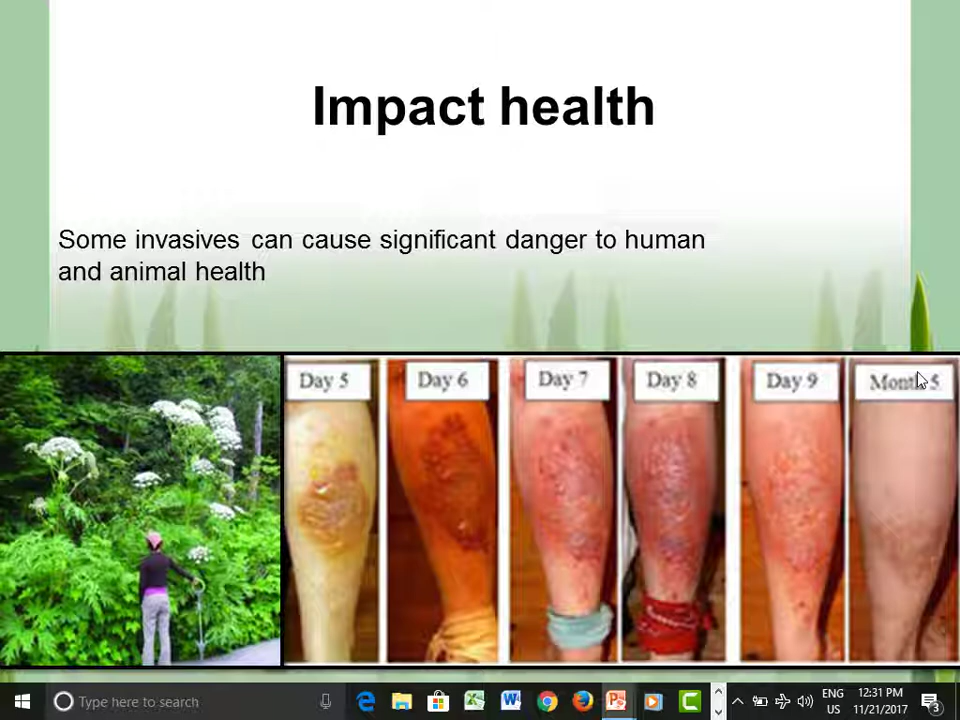 Impact health
Some invasives can cause significant danger to human
and animal health
Day 5
Day 6
Day 7
Day 8
Day 9
Month 5
Type here to search
ENG
US
12:31 PM
11/21/2017
3